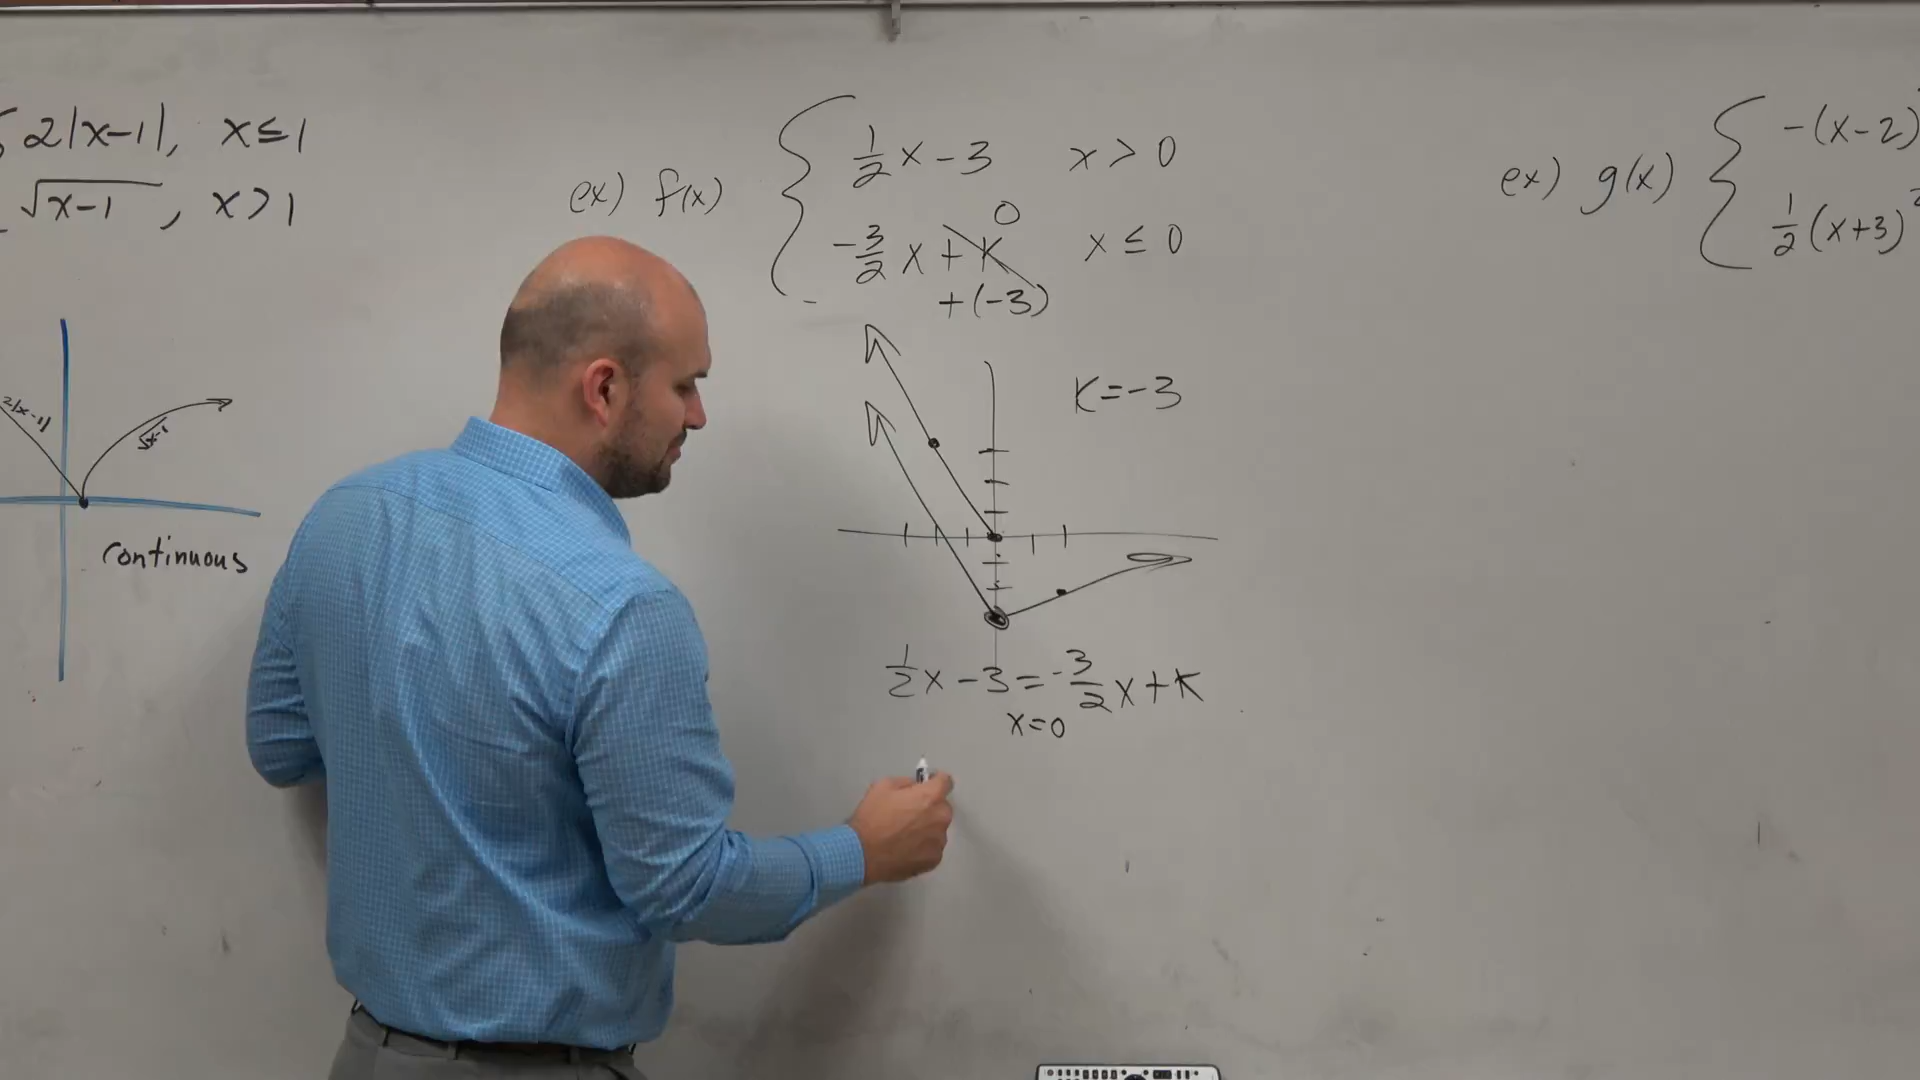 2|x-1|, x≤1
√x-1, x>1
2|x-1|
√x-1
continuous
ex) f(x) { 1/2 x - 3 x > 0
0
-3/2 x + K x ≤ 0
+(-3)
K=-3
1/2 x - 3 = -3/2 x + K
x=0
ex) g(x) { -(x-2)
1/2 (x+3)²